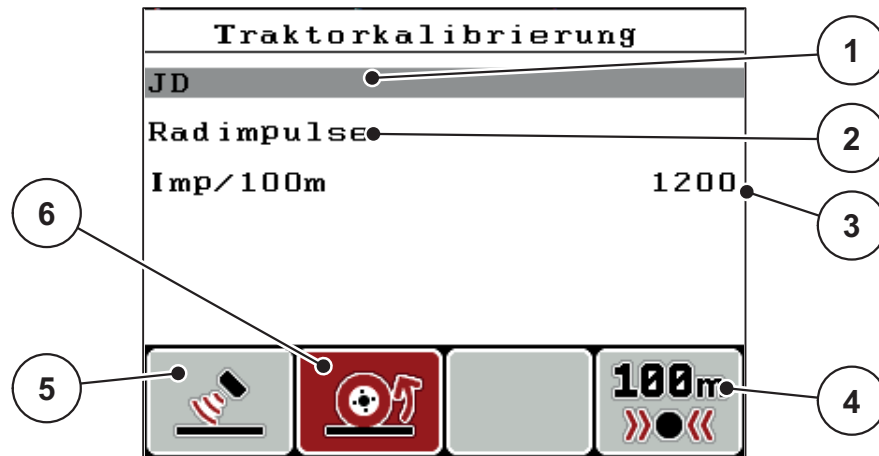 Traktorkalibrierung
1
JD
Radimpulse
2
Imp/100m 1200
3
6
5
100m
4